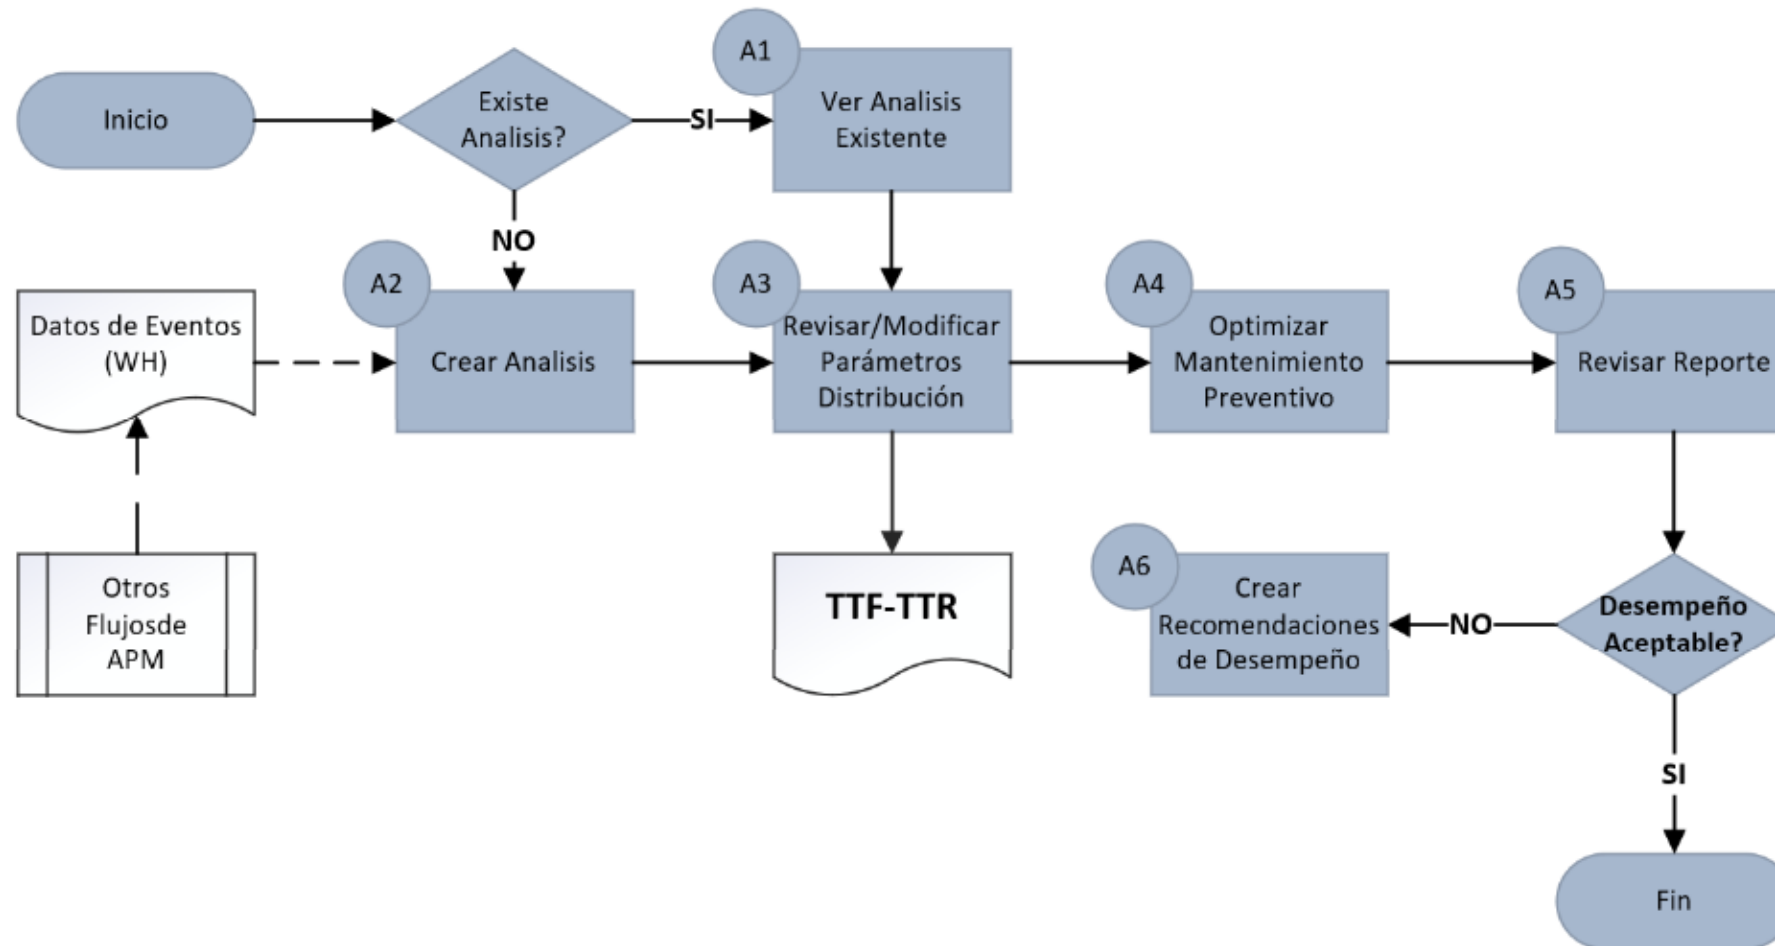 Inicio
Existe
Analisis?
SI
A1
Ver Analisis
Existente
NO
Datos de Eventos
(WH)
A2
Crear Analisis
A3
Revisar/Modificar
Parámetros
Distribución
A4
Optimizar
Mantenimiento
Preventivo
A5
Revisar Reporte
Otros
Flujosde
APM
TTF-TTR
A6
Crear
Recomendaciones
de Desempeño
NO
Desempeño
Aceptable?
SI
Fin